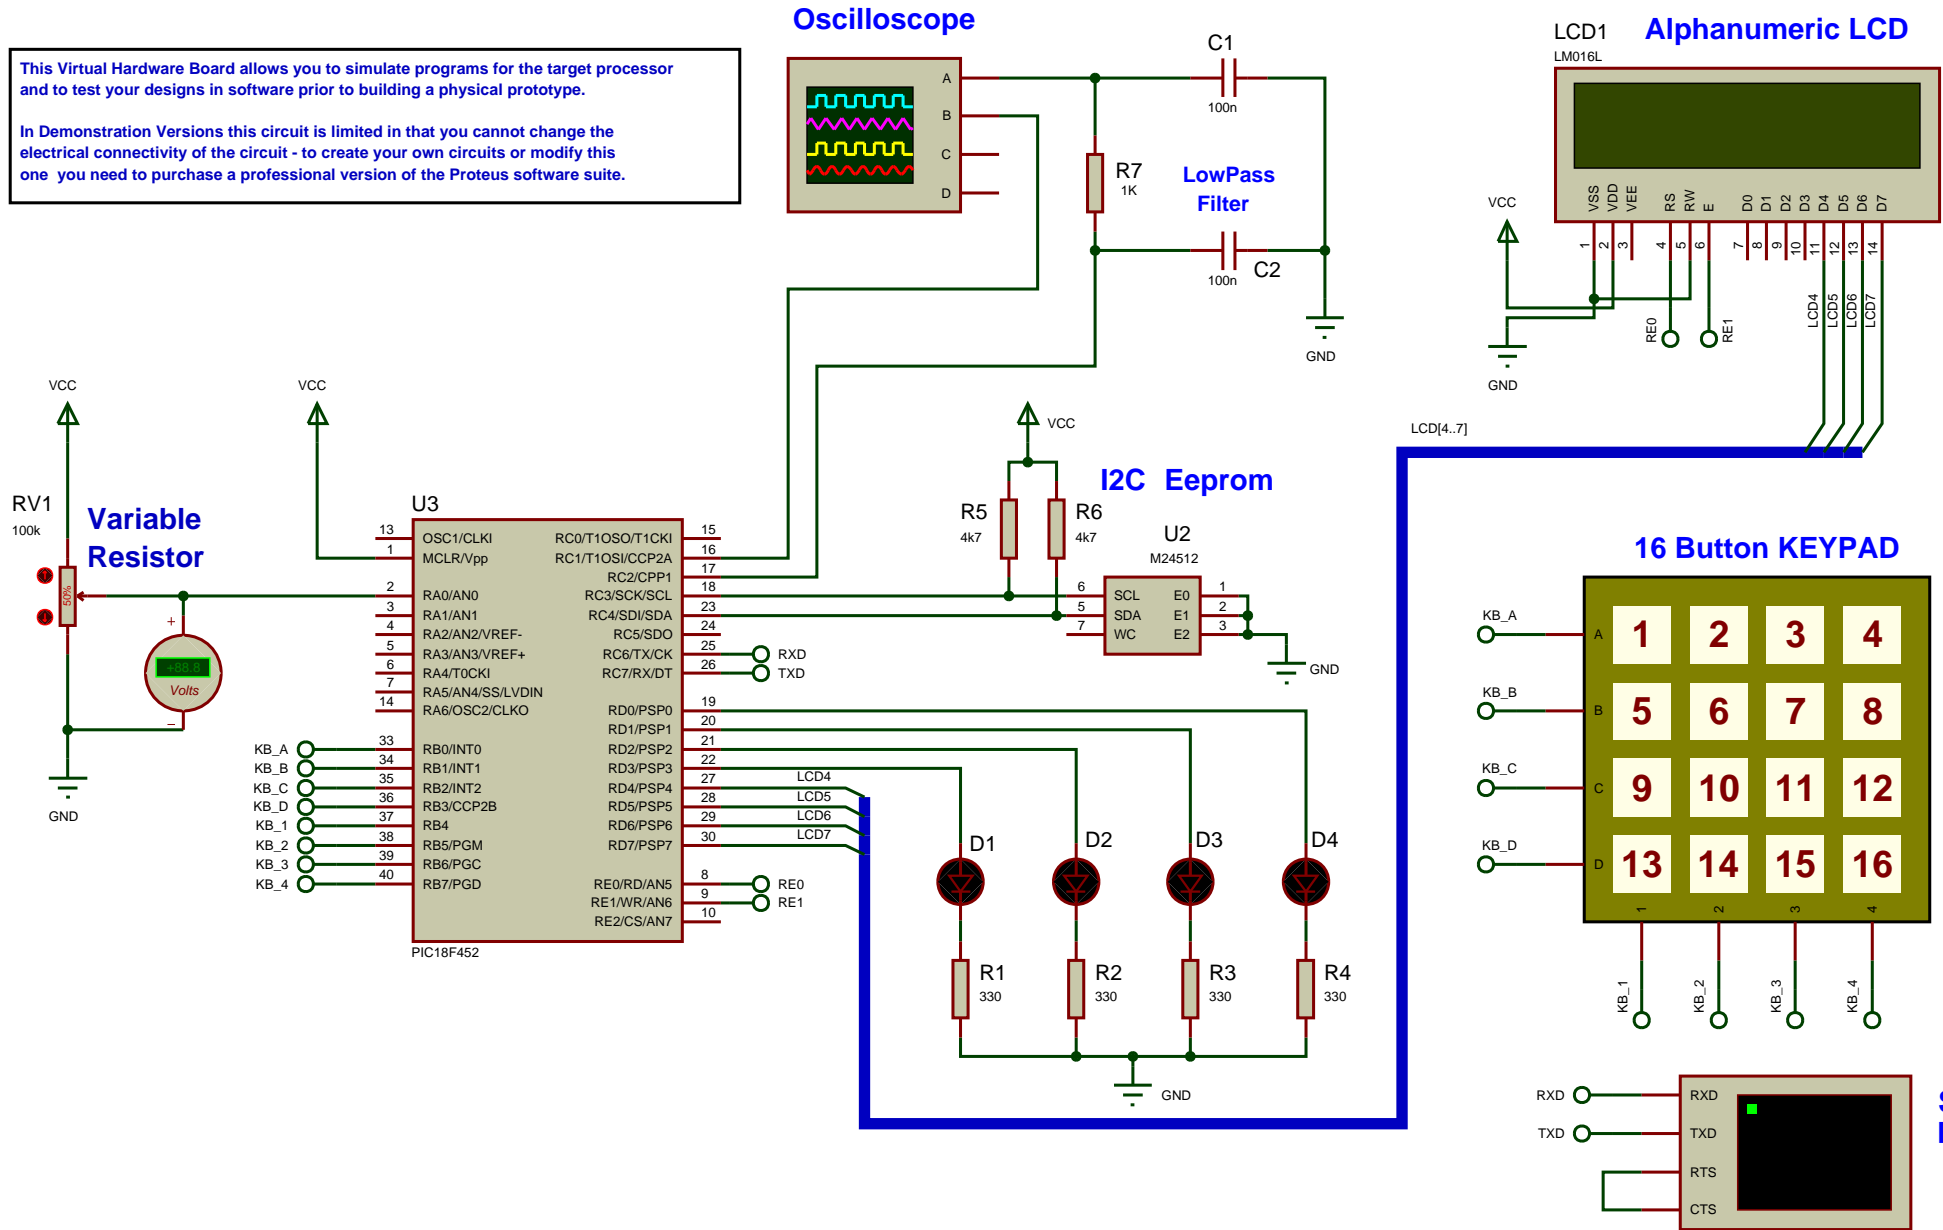 Oscilloscope
This Virtual Hardware Board allows you to simulate programs for the target processor
and to test your designs in software prior to building a physical prototype.
In Demonstration Versions this circuit is limited in that you cannot change the
electrical connectivity of the circuit - to create your own circuits or modify this
one  you need to purchase a professional version of the Proteus software suite.
A
B
C
D
C1
100n
R7
1K
LowPass
Filter
C2
100n
GND
LCD1
LM016L
Alphanumeric LCD
VSS
VDD
VEE
RS
RW
E
D0
D1
D2
D3
D4
D5
D6
D7
1
2
3
4
5
6
7
8
9
10
11
12
13
14
VCC
GND
RE0
RE1
LCD4
LCD5
LCD6
LCD7
LCD[4..7]
VCC
RV1
100k
50%
Variable
Resistor
+
+88.8
Volts
−
GND
VCC
U3
13 OSC1/CLKI
1 MCLR/Vpp
2 RA0/AN0
3 RA1/AN1
4 RA2/AN2/VREF-
5 RA3/AN3/VREF+
6 RA4/T0CKI
7 RA5/AN4/SS/LVDIN
14 RA6/OSC2/CLKO
KB_A 33 RB0/INT0
KB_B 34 RB1/INT1
KB_C 35 RB2/INT2
KB_D 36 RB3/CCP2B
KB_1 37 RB4
KB_2 38 RB5/PGM
KB_3 39 RB6/PGC
KB_4 40 RB7/PGD
RC0/T1OSO/T1CKI 15
RC1/T1OSI/CCP2A 16
RC2/CPP1 17
RC3/SCK/SCL 18
RC4/SDI/SDA 23
RC5/SDO 24
RC6/TX/CK 25 RXD
RC7/RX/DT 26 TXD
RD0/PSP0 19
RD1/PSP1 20
RD2/PSP2 21
RD3/PSP3 22
RD4/PSP4 27 LCD4
RD5/PSP5 28 LCD5
RD6/PSP6 29 LCD6
RD7/PSP7 30 LCD7
RE0/RD/AN5 8 RE0
RE1/WR/AN6 9 RE1
RE2/CS/AN7 10
PIC18F452
VCC
R5
4k7
R6
4k7
I2C  Eeprom
U2
M24512
6 SCL E0 1
5 SDA E1 2
7 WC E2 3
GND
D1
D2
D3
D4
R1
330
R2
330
R3
330
R4
330
GND
16 Button KEYPAD
KB_A A 1 2 3 4
KB_B B 5 6 7 8
KB_C C 9 10 11 12
KB_D D 13 14 15 16
1 2 3 4
KB_1 KB_2 KB_3 KB_4
RXD RXD
TXD TXD
RTS
CTS